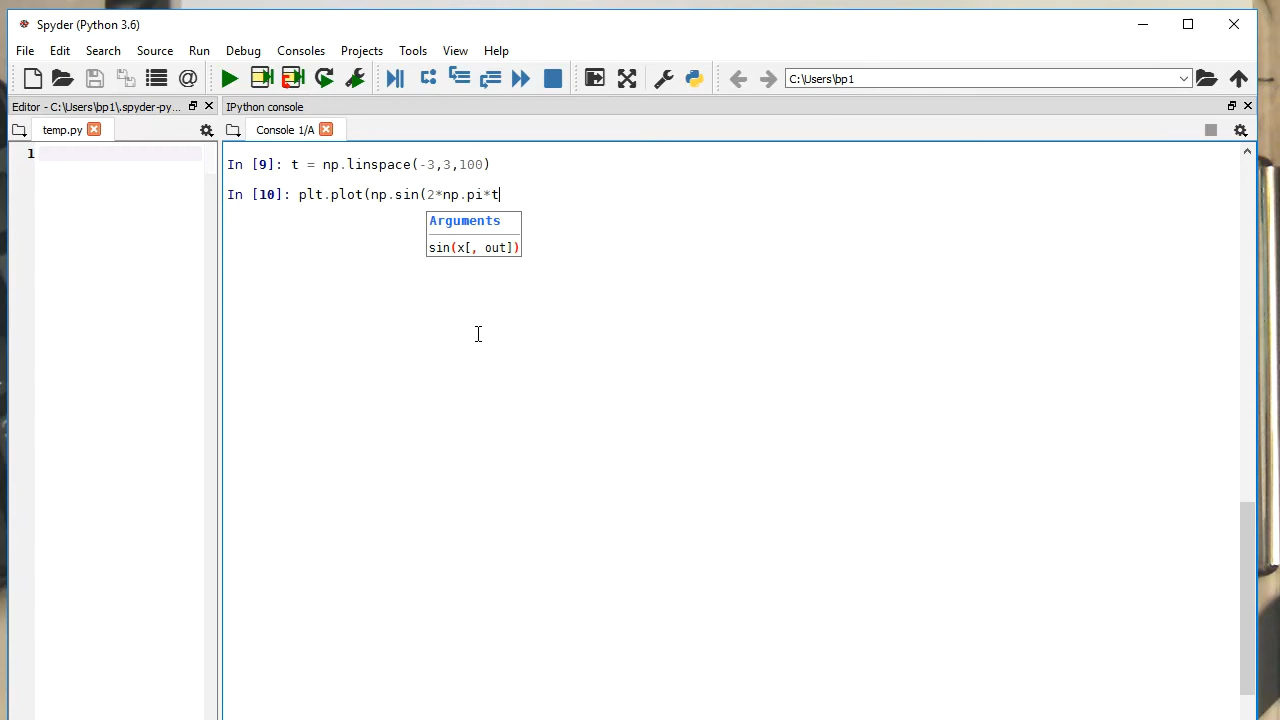 Spyder (Python 3.6)
File Edit Search Source Run Debug Consoles Projects Tools View Help
@ C:\Users\bp1
Editor - C:\Users\bp1\.spyder-py... IPython console
temp.py Console 1/A
1
In [9]: t = np.linspace(-3,3,100)
In [10]: plt.plot(np.sin(2*np.pi*t
Arguments
sin(x[, out])